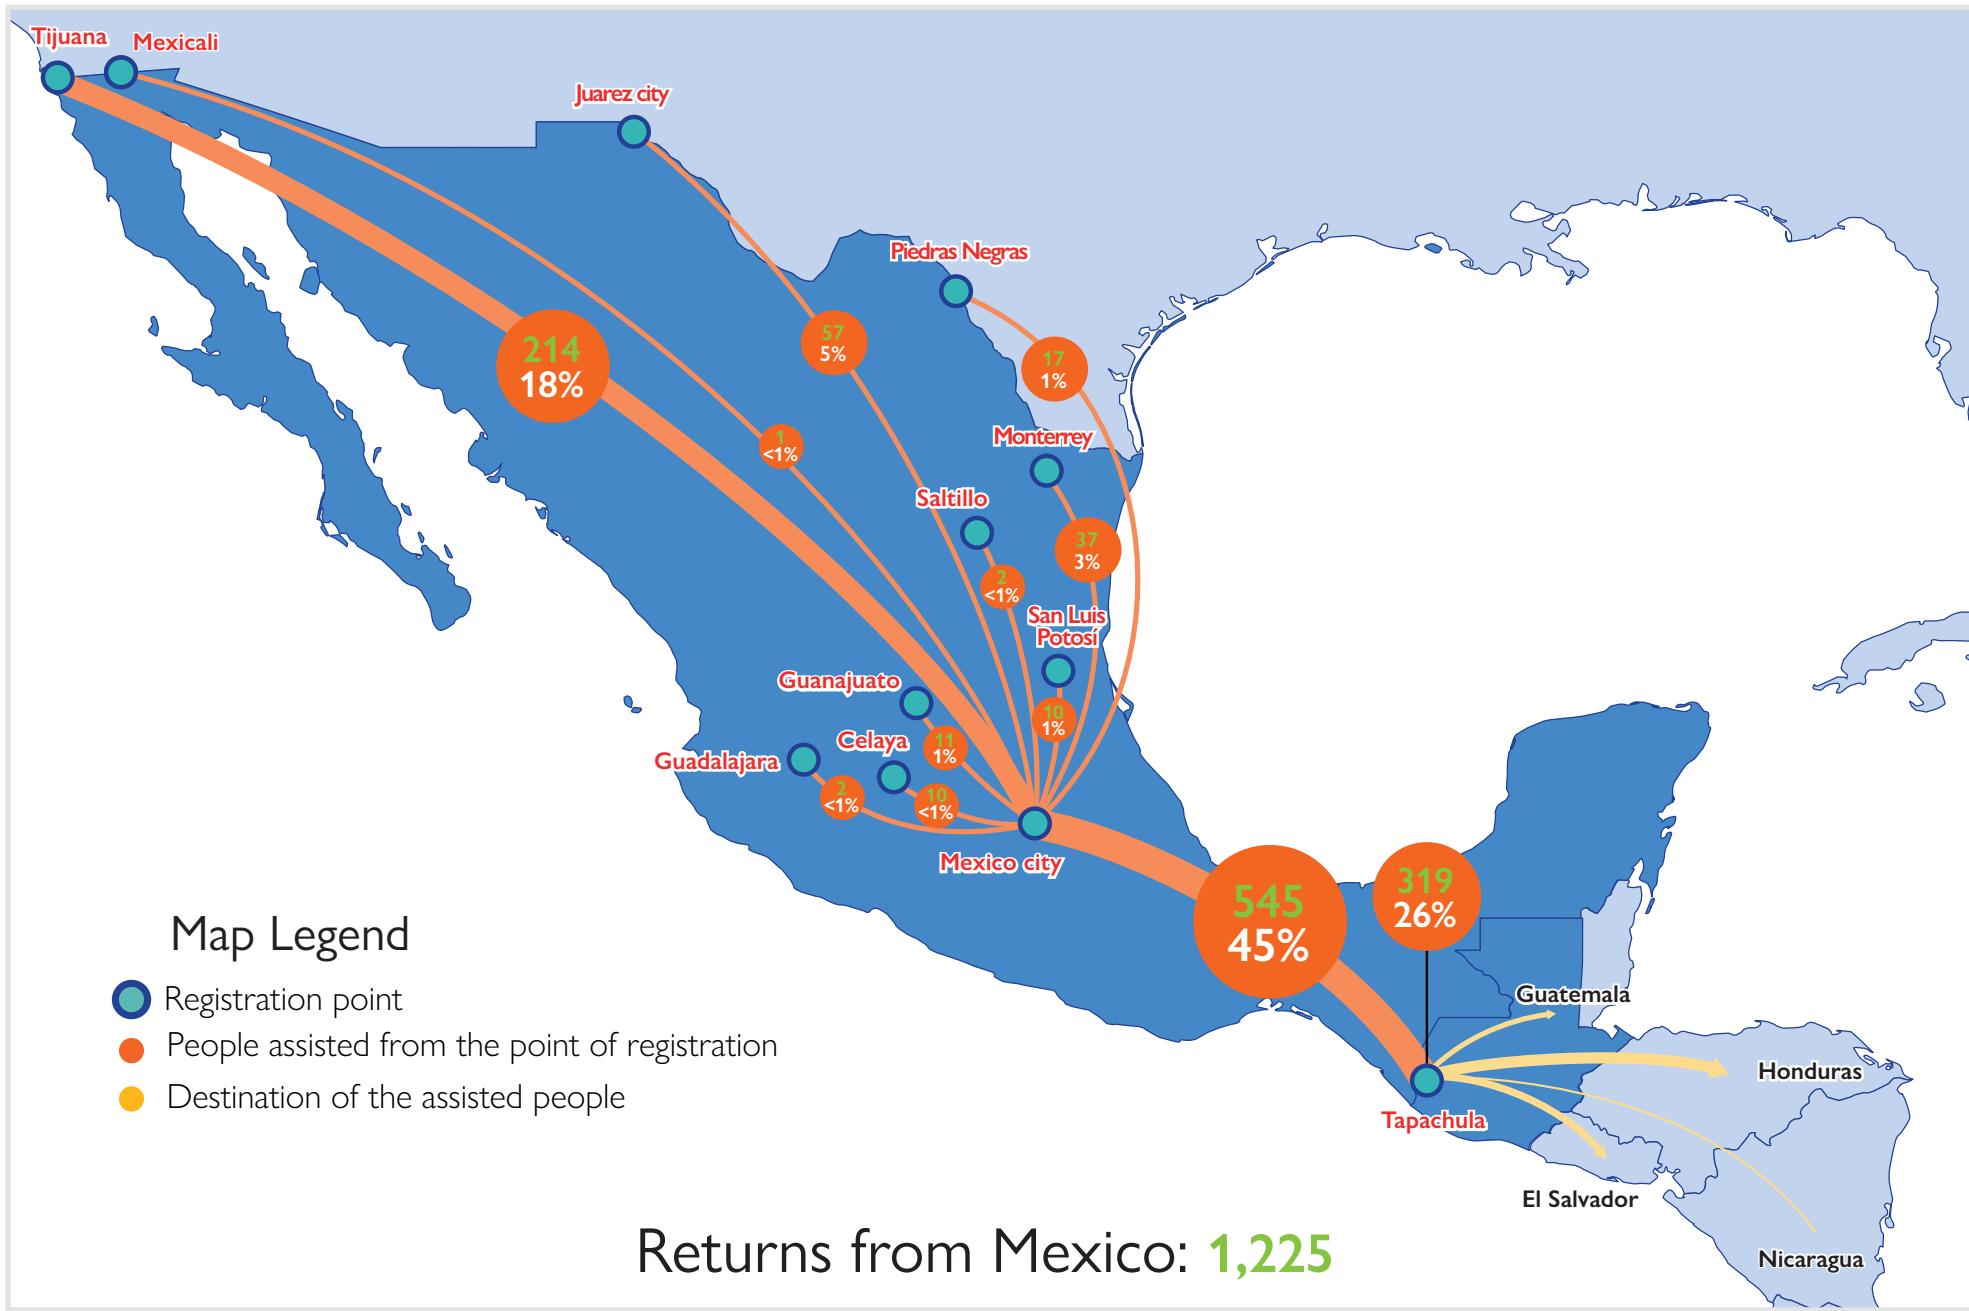 Tijuana
Mexicali
Juarez city
Piedras Negras
57
5%
214
18%
17
1%
1
<1%
Monterrey
Saltillo
37
3%
2
<1%
San Luis
Potosí
Guanajuato
10
1%
Celaya
11
1%
Guadalajara
2
<1%
10
<1%
Mexico city
545
45%
319
26%
Map Legend
Registration point
People assisted from the point of registration
Destination of the assisted people
Guatemala
Honduras
Tapachula
El Salvador
Nicaragua
Returns from Mexico: 1,225